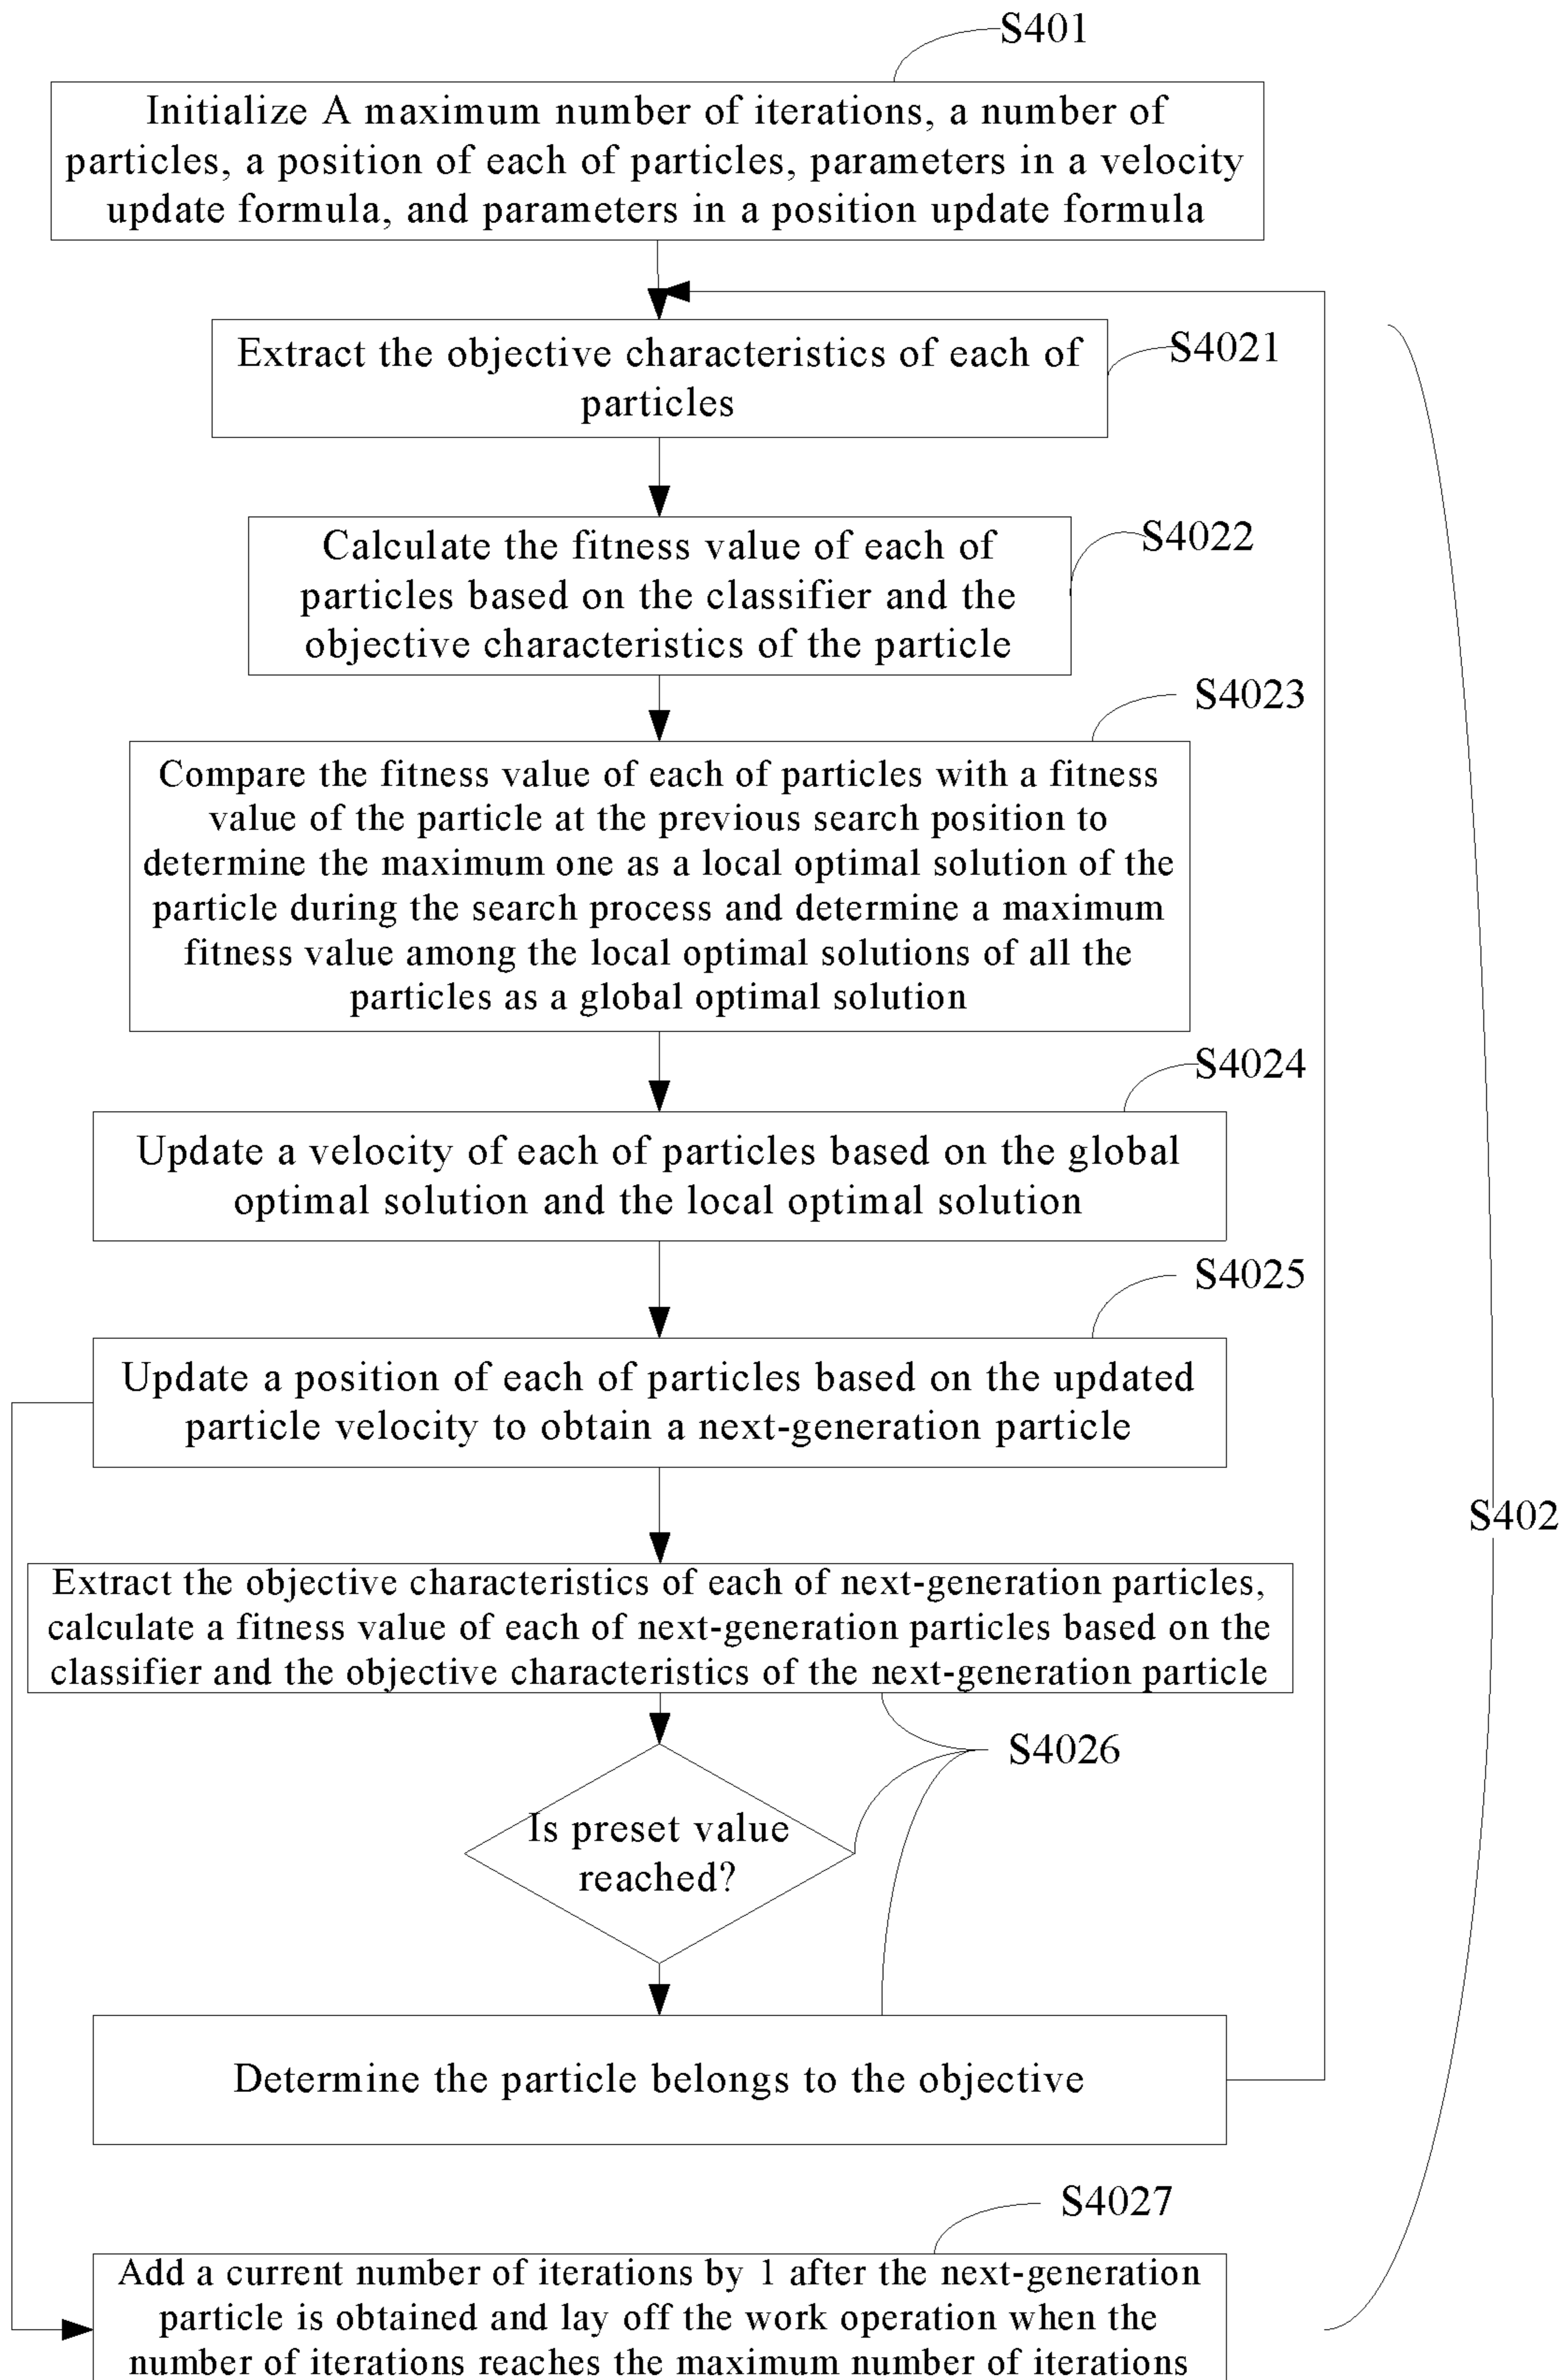 S401
Initialize A maximum number of iterations, a number of
particles, a position of each of particles, parameters in a velocity
update formula, and parameters in a position update formula
Extract the objective characteristics of each of
particles
S4021
Calculate the fitness value of each of
particles based on the classifier and the
objective characteristics of the particle
S4022
S4023
Compare the fitness value of each of particles with a fitness
value of the particle at the previous search position to
determine the maximum one as a local optimal solution of the
particle during the search process and determine a maximum
fitness value among the local optimal solutions of all the
particles as a global optimal solution
S4024
Update a velocity of each of particles based on the global
optimal solution and the local optimal solution
S4025
Update a position of each of particles based on the updated
particle velocity to obtain a next-generation particle
S402
Extract the objective characteristics of each of next-generation particles,
calculate a fitness value of each of next-generation particles based on the
classifier and the objective characteristics of the next-generation particle
S4026
Is preset value
reached?
Determine the particle belongs to the objective
S4027
Add a current number of iterations by 1 after the next-generation
particle is obtained and lay off the work operation when the
number of iterations reaches the maximum number of iterations